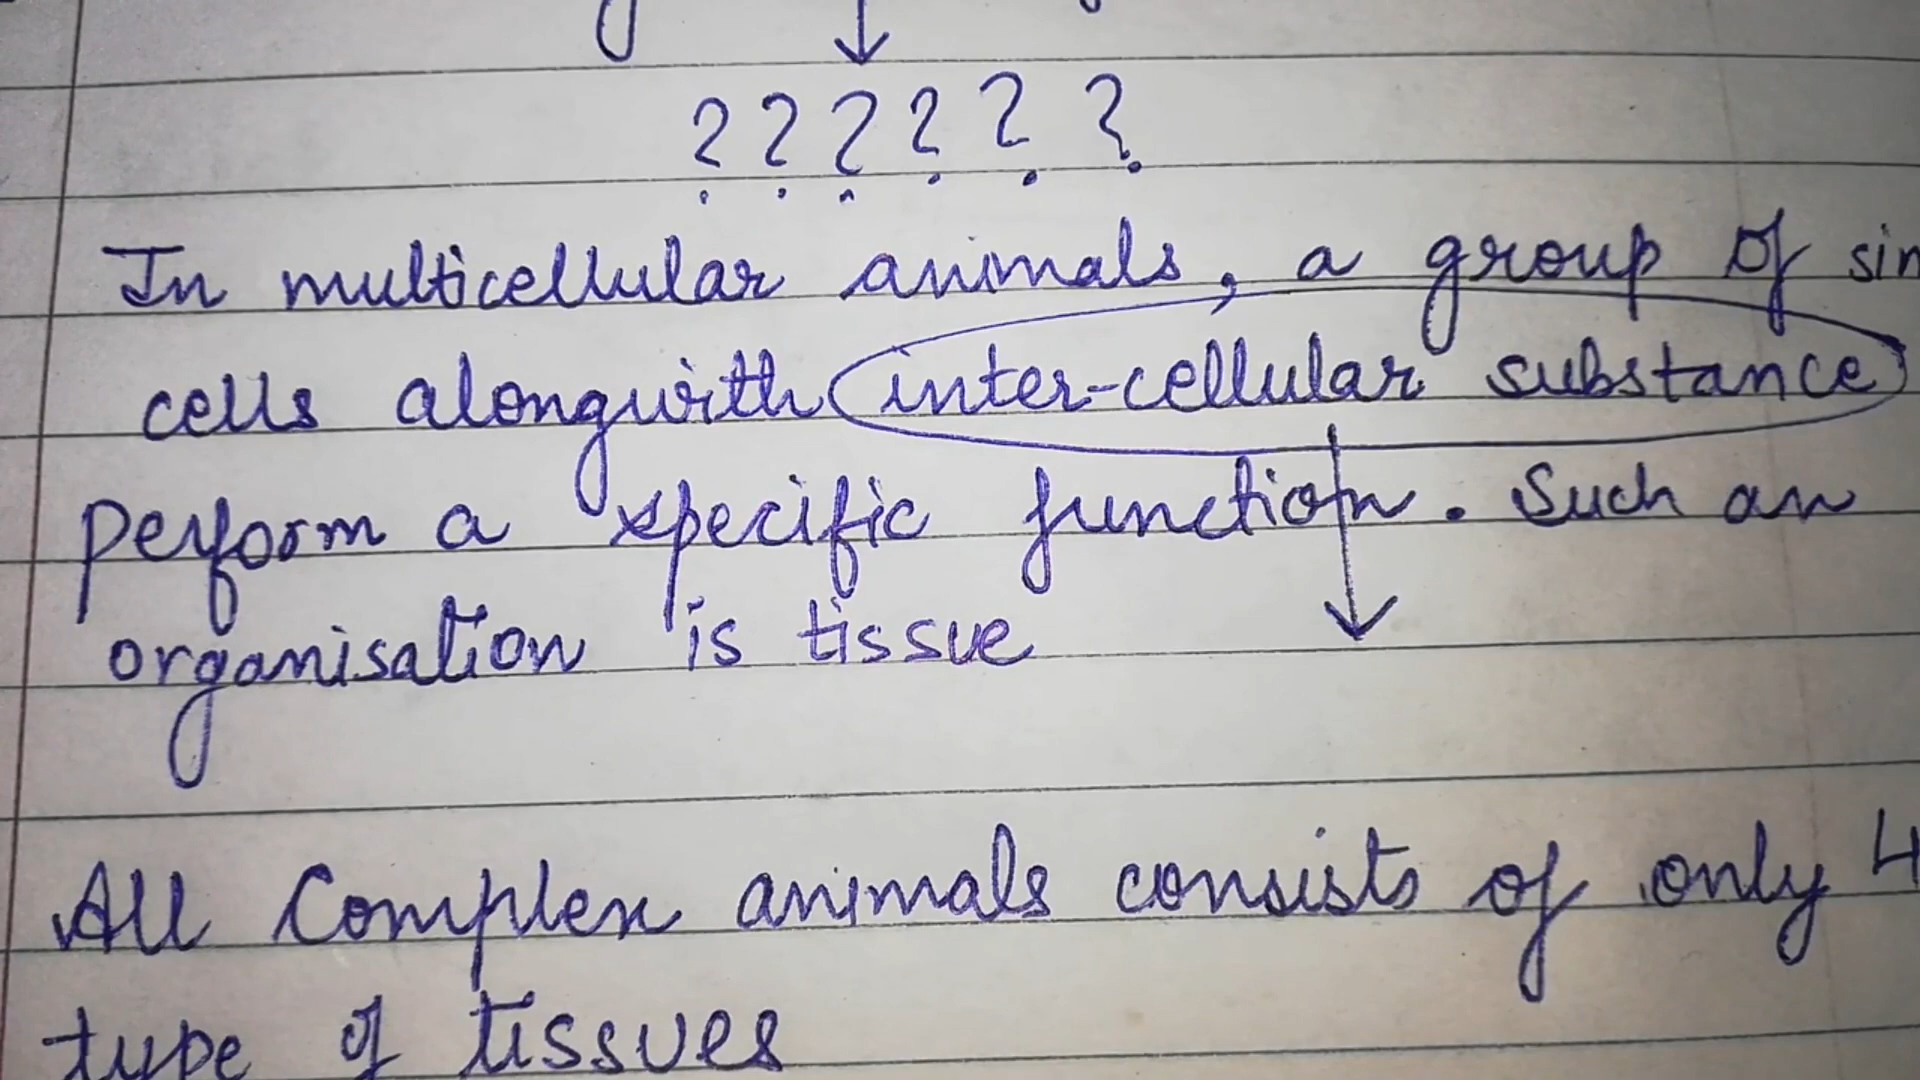 ? ? ? ? ? ?
In multicellular animals, a group of sin
cells alongwith inter-cellular substance
perform a specific function. Such an
organisation is tissue
All Complex animals consists of only 4
type of tissues